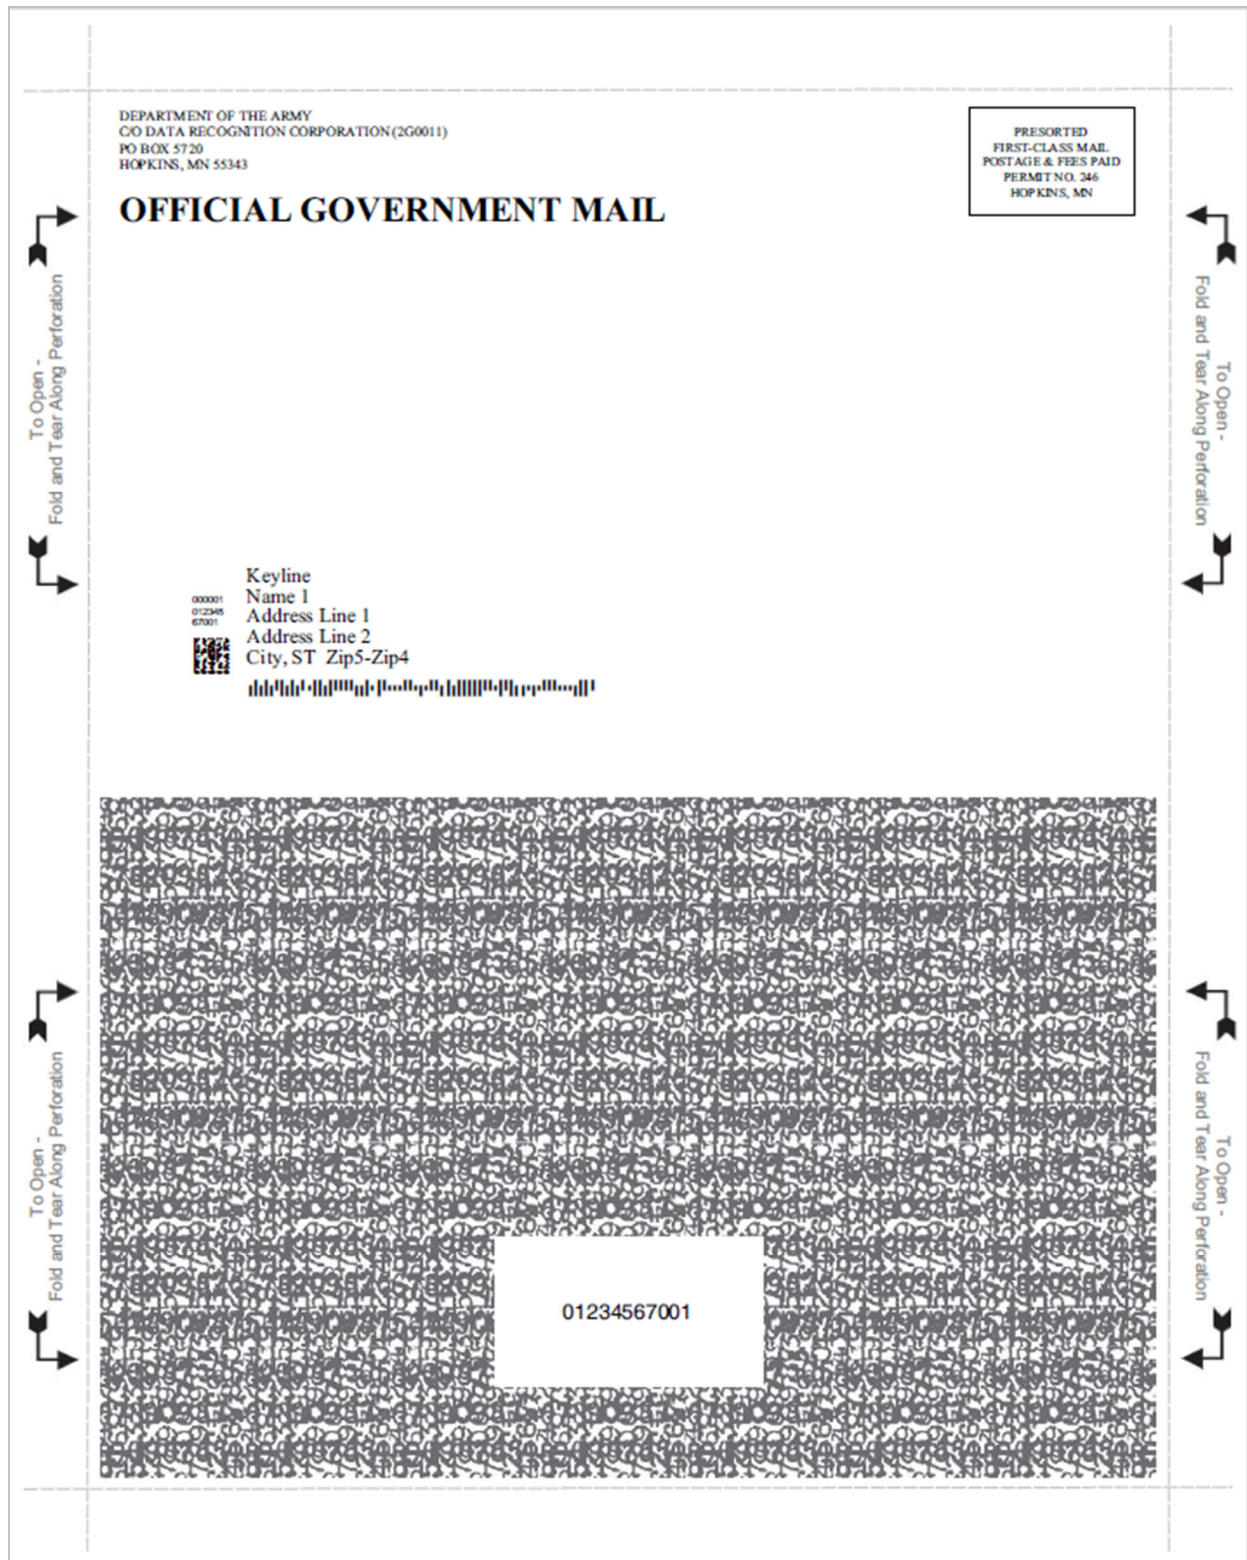 DEPARTMENT OF THE ARMY
C/O DATA RECOGNITION CORPORATION (2G0011)
PO BOX 5720
HOPKINS, MN 55343
OFFICIAL GOVERNMENT MAIL
PRESORTED
FIRST-CLASS MAIL
POSTAGE & FEES PAID
PERMIT NO. 246
HOPKINS, MN
To Open -
Fold and Tear Along Perforation
To Open -
Fold and Tear Along Perforation
Keyline
000001
Name 1
012345
67001
Address Line 1
Address Line 2
City, ST Zip5-Zip4
To Open -
Fold and Tear Along Perforation
To Open -
Fold and Tear Along Perforation
01234567001